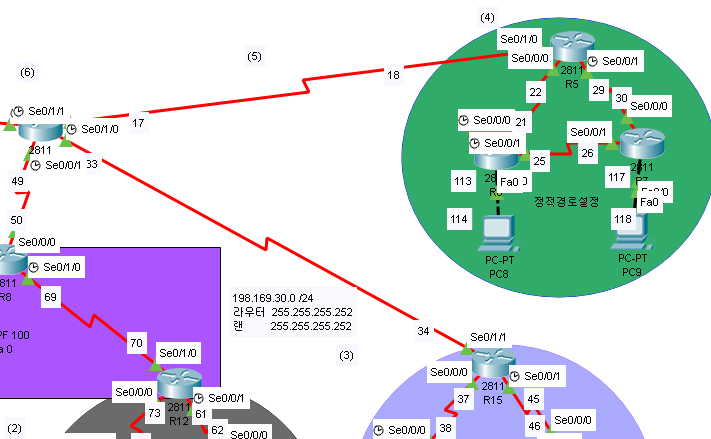 (4)
Se0/1/0
(5)
Se0/0/0
2811
Se0/0/1
R5
(6)
18
22
29
30
Se0/0/0
Se0/1/1
17
Se0/1/0
Se0/0/0
21
Se0/0/1
2811
Se0/0/1
33
Se0/0/1
25
26
2811
49
113
Fa0
117
Fa0
정적경로설정
50
114
118
Se0/0/0
PC-PT
PC8
PC-PT
PC9
Se0/1/0
2811
R8
69
198.169.30.0 /24
라우터 255.255.255.252
랜 255.255.255.252
PF 100
a 0
70
34
Se0/1/1
Se0/1/0
(3)
Se0/0/0
Se0/0/1
2811
R15
Se0/0/0
2811
R12
Se0/0/1
73
61
37
45
(2)
62
Se0/0/0
Se0/0/1
38
46
Se0/0/0